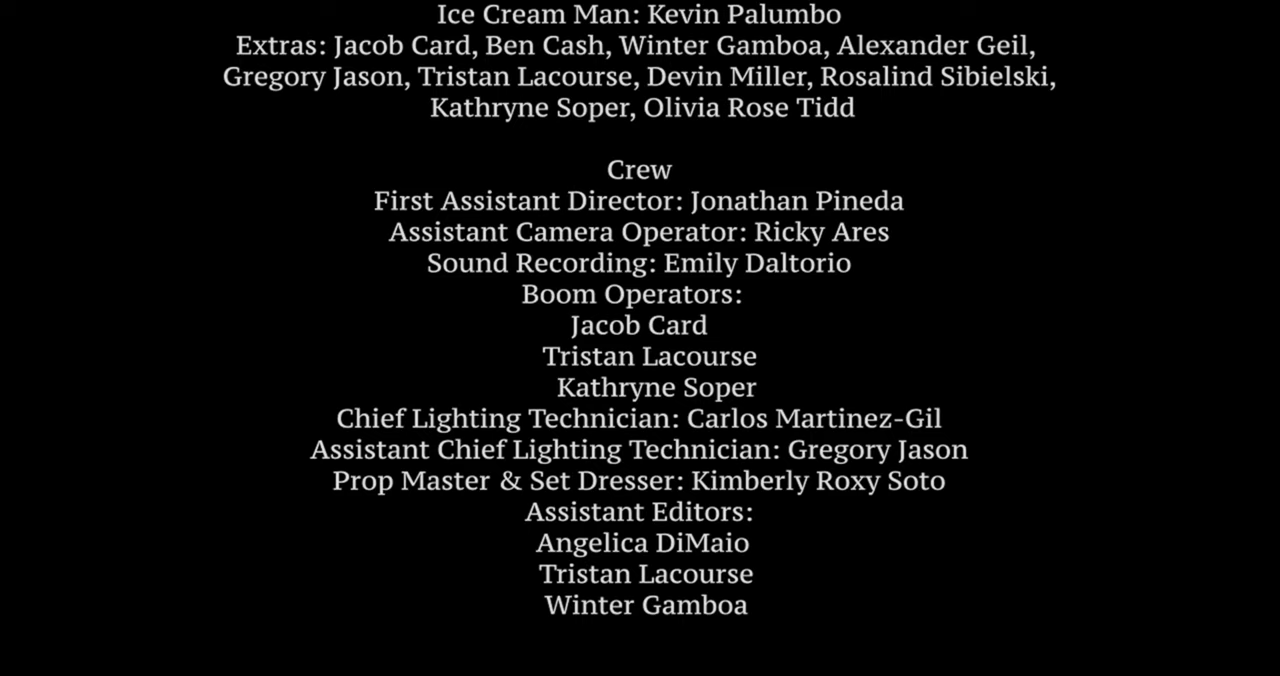 Ice Cream Man: Kevin Palumbo
Extras: Jacob Card, Ben Cash, Winter Gamboa, Alexander Geil,
Gregory Jason, Tristan Lacourse, Devin Miller, Rosalind Sibielski,
Kathryne Soper, Olivia Rose Tidd
Crew
First Assistant Director: Jonathan Pineda
Assistant Camera Operator: Ricky Ares
Sound Recording: Emily Daltorio
Boom Operators:
Jacob Card
Tristan Lacourse
Kathryne Soper
Chief Lighting Technician: Carlos Martinez-Gil
Assistant Chief Lighting Technician: Gregory Jason
Prop Master & Set Dresser: Kimberly Roxy Soto
Assistant Editors:
Angelica DiMaio
Tristan Lacourse
Winter Gamboa